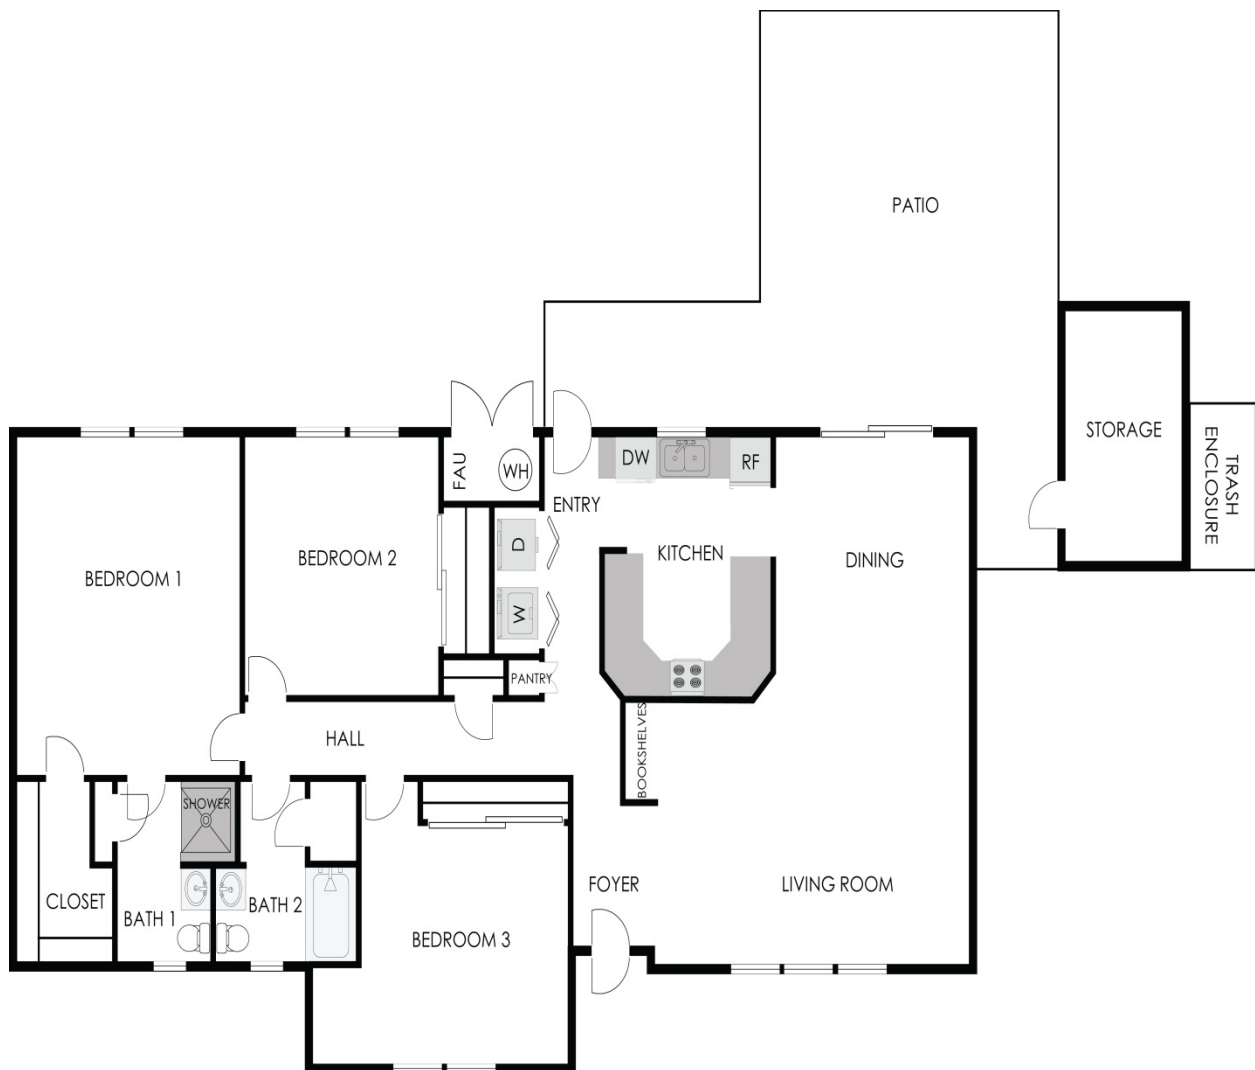 PATIO
STORAGE
TRASH
ENCLOSURE
FAU
WH
DW
RF
ENTRY
D
KITCHEN
DINING
BEDROOM 1
BEDROOM 2
W
PANTRY
HALL
BOOKSHELVES
SHOWER
CLOSET
BATH 1
BATH 2
BEDROOM 3
FOYER
LIVING ROOM